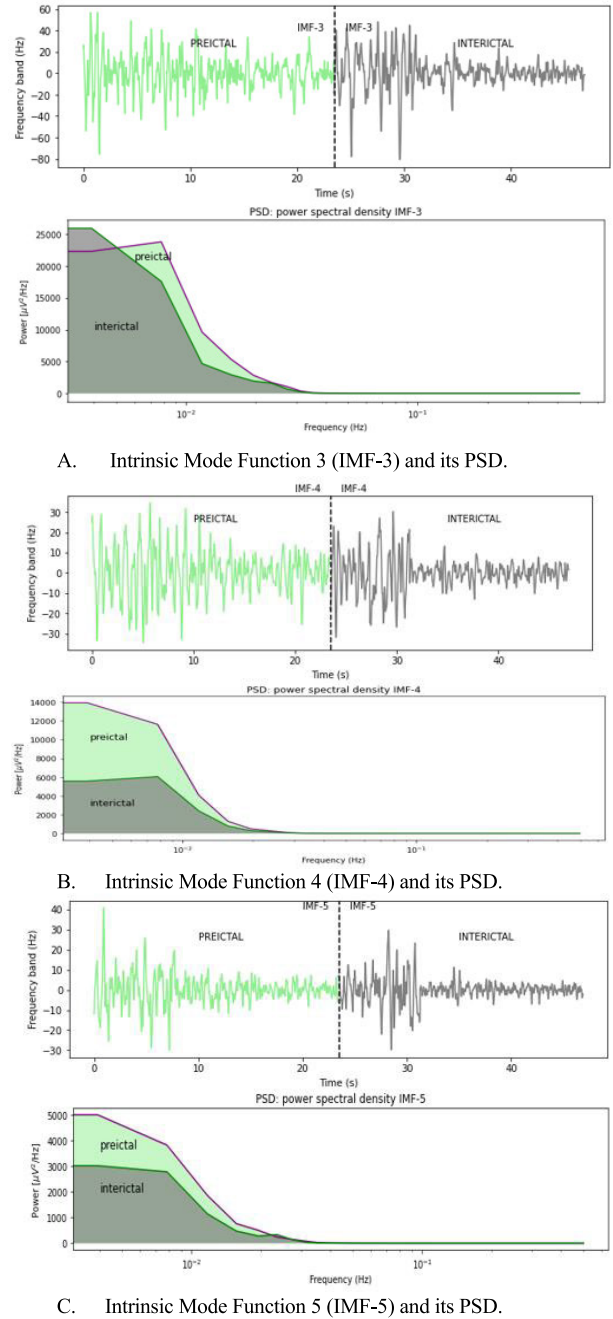 60
40
20
0
-20
-40
-60
-80
Frequency band (Hz)
PREICTAL
IMF-3
IMF-3
INTERICTAL
0
10
20
30
40
Time (s)
PSD: power spectral density IMF-3
25000
20000
15000
10000
5000
0
Power [μV²/Hz]
preictal
interictal
10⁻²
10⁻¹
Frequency (Hz)
A. Intrinsic Mode Function 3 (IMF-3) and its PSD.
IMF-4
IMF-4
30
20
10
0
-10
-20
-30
Frequency band (Hz)
PREICTAL
INTERICTAL
0
10
20
30
40
Time (s)
PSD: power spectral density IMF-4
14000
12000
10000
8000
6000
4000
2000
0
Power [μV²/Hz]
preictal
interictal
10⁻²
10⁻¹
Frequency (Hz)
B. Intrinsic Mode Function 4 (IMF-4) and its PSD.
IMF-5
IMF-5
40
30
20
10
0
-10
-20
-30
Frequency band (Hz)
PREICTAL
INTERICTAL
0
10
20
30
40
Time (s)
PSD: power spectral density IMF-5
5000
4000
3000
2000
1000
0
Power [μV²/Hz]
preictal
interictal
10⁻²
10⁻¹
Frequency (Hz)
C. Intrinsic Mode Function 5 (IMF-5) and its PSD.